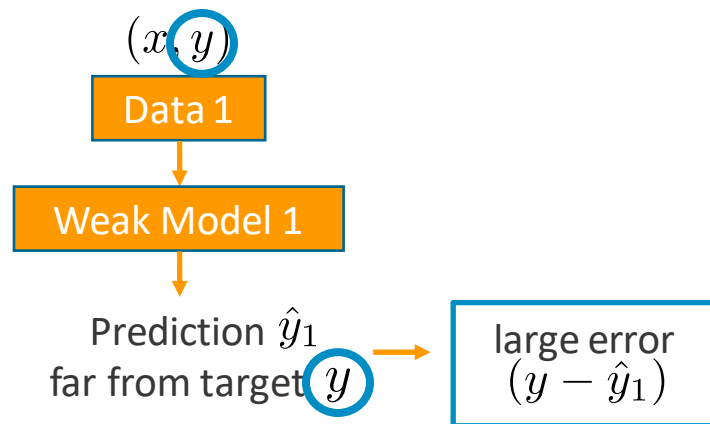 (x, y)
Data 1
Weak Model 1
Prediction ŷ₁
far from target y
large error
(y − ŷ₁)